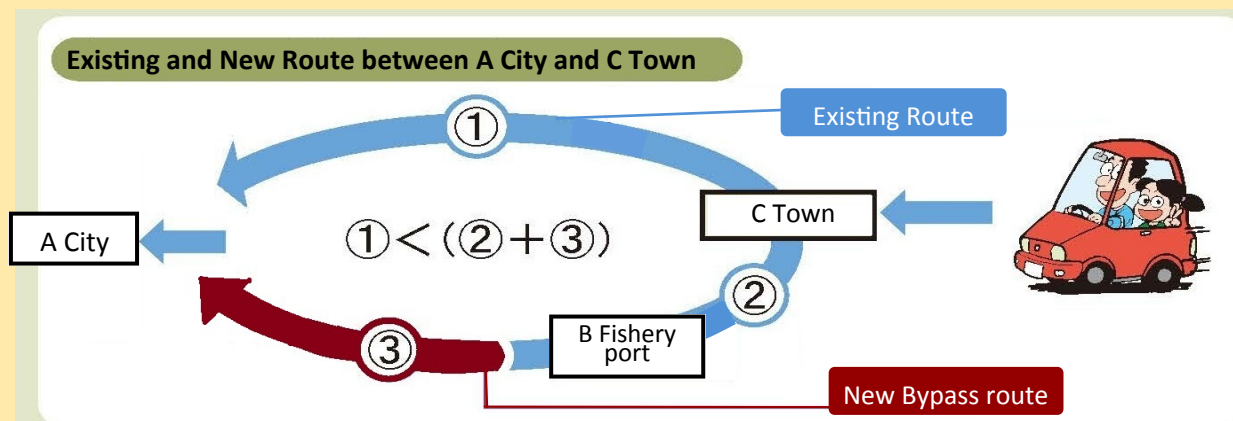 Existing and New Route between A City and C Town
①
Existing Route
C Town
A City
①<(②+③)
②
B Fishery
port
③
New Bypass route